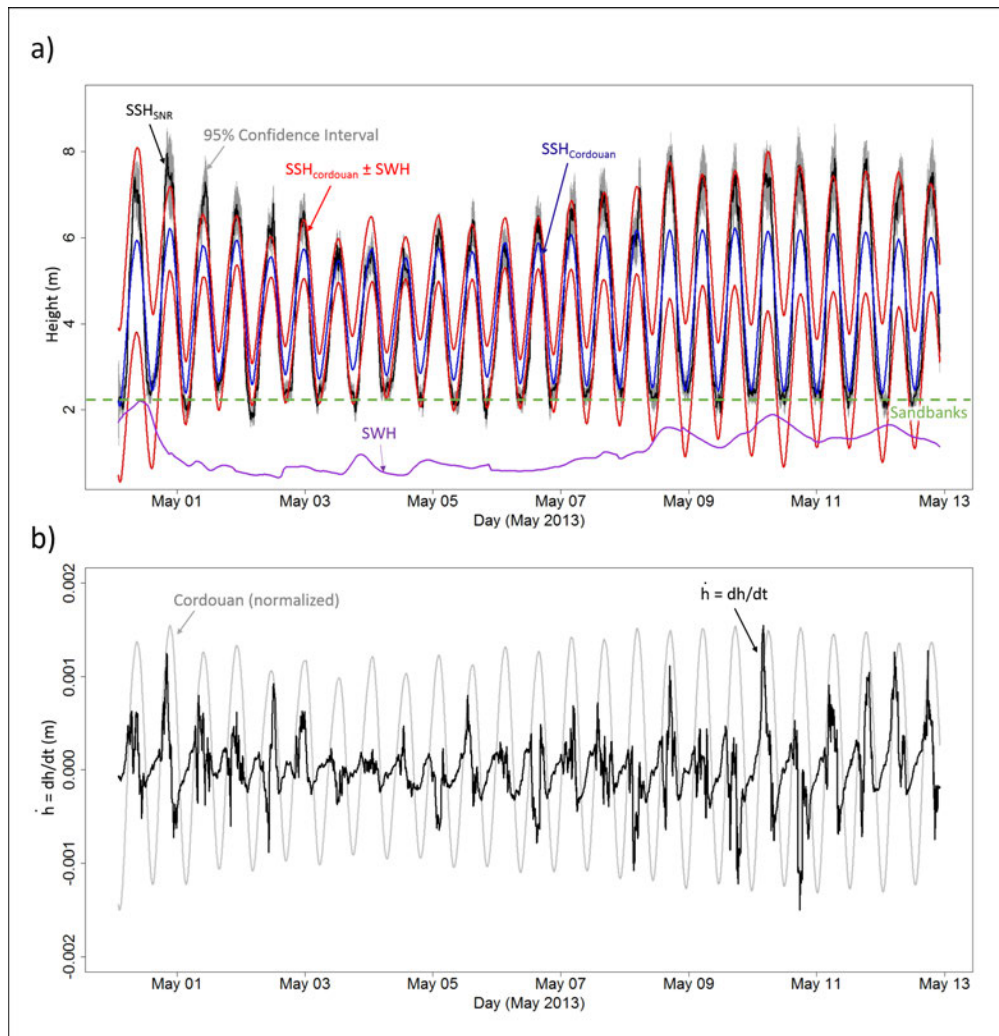 a)
SSHSNR
95% Confidence Interval
SSHcordouan ± SWH
SSHCordouan
8
6
4
2
Height (m)
Sandbanks
SWH
May 01 May 03 May 05 May 07 May 09 May 11 May 13
Day (May 2013)
b)
0.002
0.001
0.000
-0.001
-0.002
ḣ = dh/dt (m)
Cordouan (normalized)
ḣ = dh/dt
May 01 May 03 May 05 May 07 May 09 May 11 May 13
Day (May 2013)